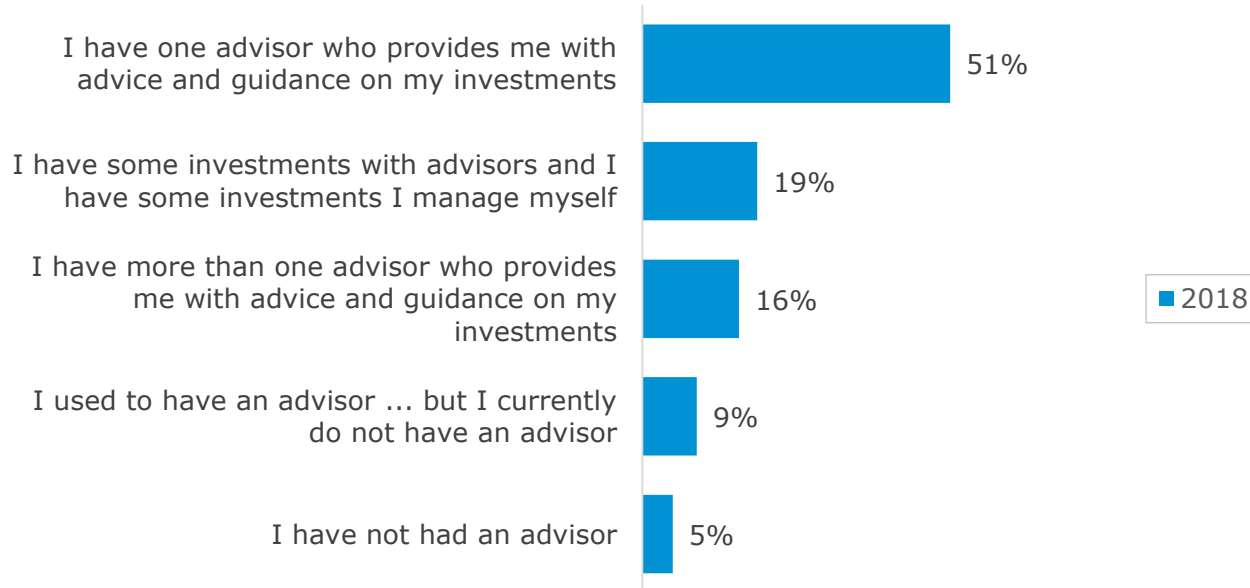 I have one advisor who provides me with
advice and guidance on my investments
51%
I have some investments with advisors and I
have some investments I manage myself
19%
I have more than one advisor who provides
me with advice and guidance on my
investments
16%
2018
I used to have an advisor ... but I currently
do not have an advisor
9%
I have not had an advisor
5%